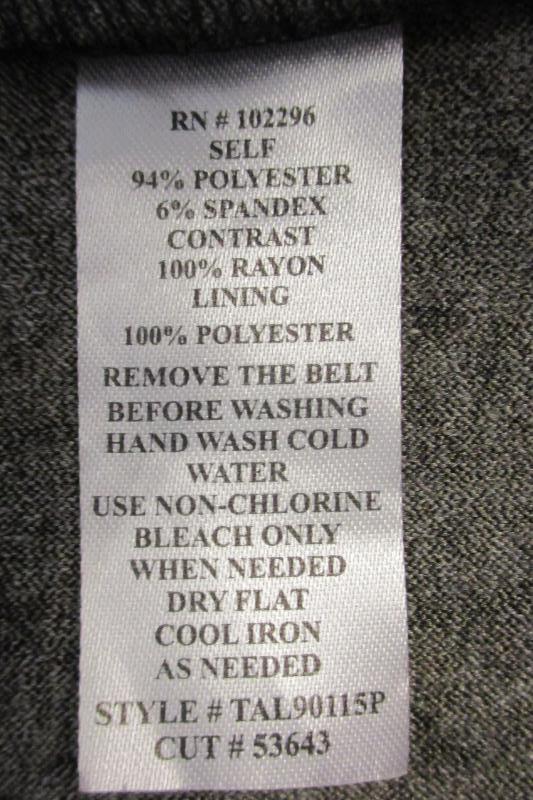 RN # 102296
SELF
94% POLYESTER
6% SPANDEX
CONTRAST
100% RAYON
LINING
100% POLYESTER
REMOVE THE BELT
BEFORE WASHING
HAND WASH COLD
WATER
USE NON-CHLORINE
BLEACH ONLY
WHEN NEEDED
DRY FLAT
COOL IRON
AS NEEDED
STYLE # TAL90115P
CUT # 53643